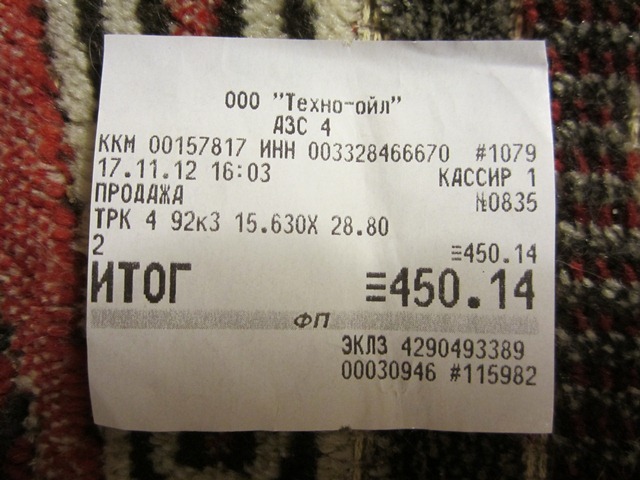 ООО "Техно-ойл"
АЗС 4
ККМ 00157817 ИНН 003328466670 #1079
17.11.12 16:03 КАССИР 1
ПРОДАЖА №0835
ТРК 4 92к3 15.630X 28.80
2 ≡450.14
ИТОГ ≡450.14
ФП
ЭКЛЗ 4290493389
00030946 #115982